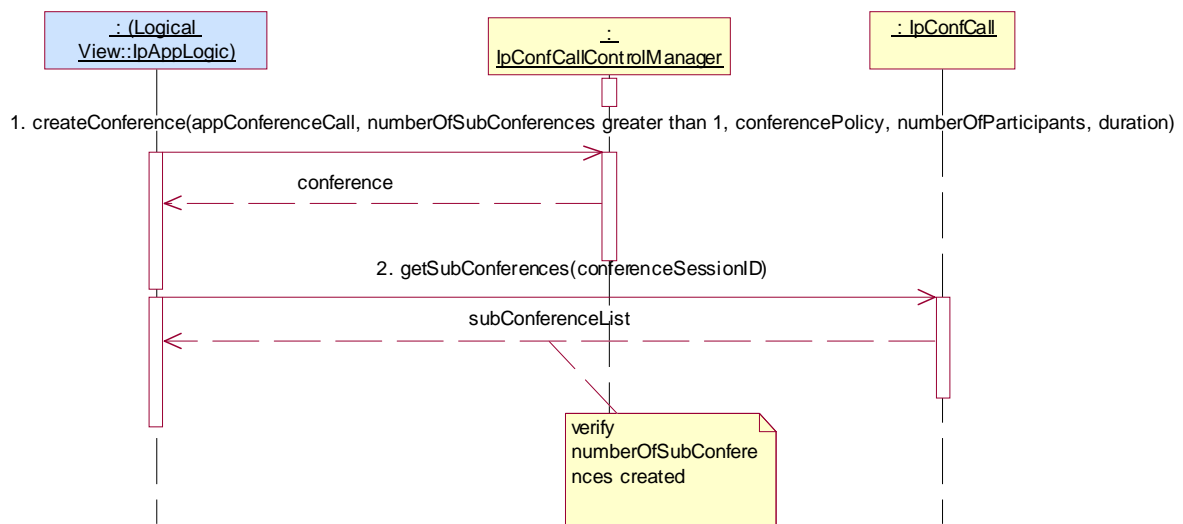 : (Logical
View::IpAppLogic)
:
IpConfCallControlManager
: IpConfCall
1. createConference(appConferenceCall, numberOfSubConferences greater than 1, conferencePolicy, numberOfParticipants, duration)
conference
2. getSubConferences(conferenceSessionID)
subConferenceList
verify
numberOfSubConfere
nces created